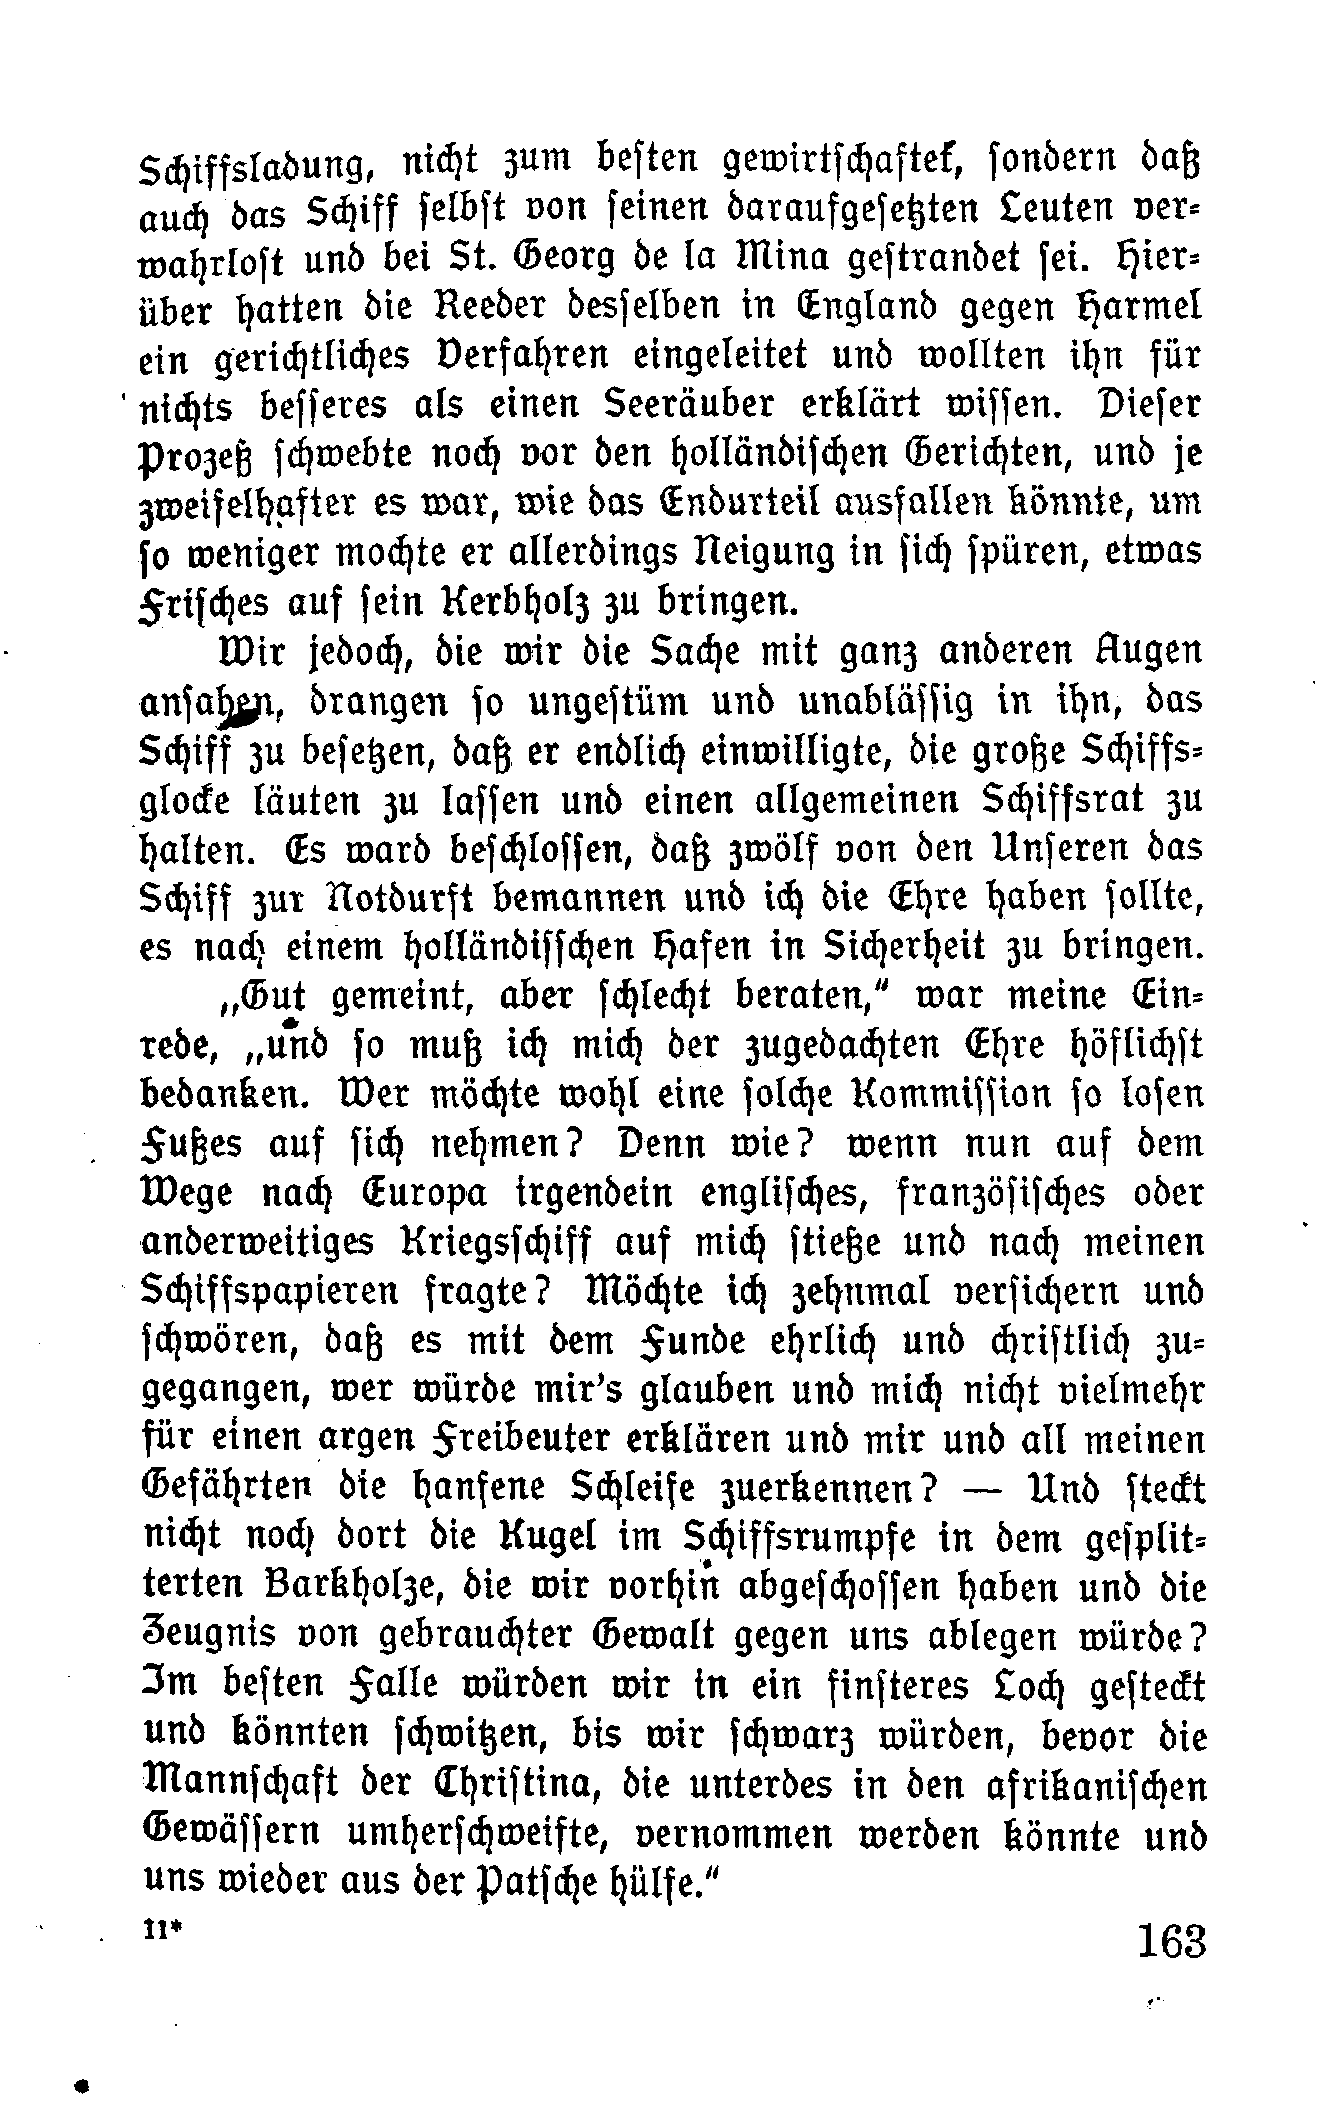 Schiffsladung, nicht zum besten gewirtschaftet, sondern daß
auch das Schiff selbst von seinen daraufgesetzten Leuten ver-
wahrlost und bei St. Georg de la Mina gestrandet sei. Hier-
über hatten die Reeder desselben in England gegen Harmel
ein gerichtliches Verfahren eingeleitet und wollten ihn für
nichts besseres als einen Seeräuber erklärt wissen. Dieser
Prozeß schwebte noch vor den holländischen Gerichten, und je
zweifelhafter es war, wie das Endurteil ausfallen könnte, um
so weniger mochte er allerdings Neigung in sich spüren, etwas
Frisches auf sein Kerbholz zu bringen.
Wir jedoch, die wir die Sache mit ganz anderen Augen
ansahen, drangen so ungestüm und unablässig in ihn, das
Schiff zu besetzen, daß er endlich einwilligte, die große Schiffs-
glocke läuten zu lassen und einen allgemeinen Schiffsrat zu
halten. Es ward beschlossen, daß zwölf von den Unseren das
Schiff zur Notdurft bemannen und ich die Ehre haben sollte,
es nach einem holländisschen Hafen in Sicherheit zu bringen.
„Gut gemeint, aber schlecht beraten,“ war meine Ein-
rede, „und so muß ich mich der zugedachten Ehre höflichst
bedanken. Wer möchte wohl eine solche Kommission so losen
Fußes auf sich nehmen? Denn wie? wenn nun auf dem
Wege nach Europa irgendein englisches, französisches oder
anderweitiges Kriegsschiff auf mich stieße und nach meinen
Schiffspapieren fragte? Möchte ich zehnmal versichern und
schwören, daß es mit dem Funde ehrlich und christlich zu-
gegangen, wer würde mir's glauben und mich nicht vielmehr
für einen argen Freibeuter erklären und mir und all meinen
Gefährten die hanfene Schleife zuerkennen? — Und steckt
nicht noch dort die Kugel im Schiffsrumpfe in dem gesplit-
terten Barkholze, die wir vorhin abgeschossen haben und die
Zeugnis von gebrauchter Gewalt gegen uns ablegen würde?
Im besten Falle würden wir in ein finsteres Loch gesteckt
und könnten schwitzen, bis wir schwarz würden, bevor die
Mannschaft der Christina, die unterdes in den afrikanischen
Gewässern umherschweifte, vernommen werden könnte und
uns wieder aus der Patsche hülfe.“
11*
163